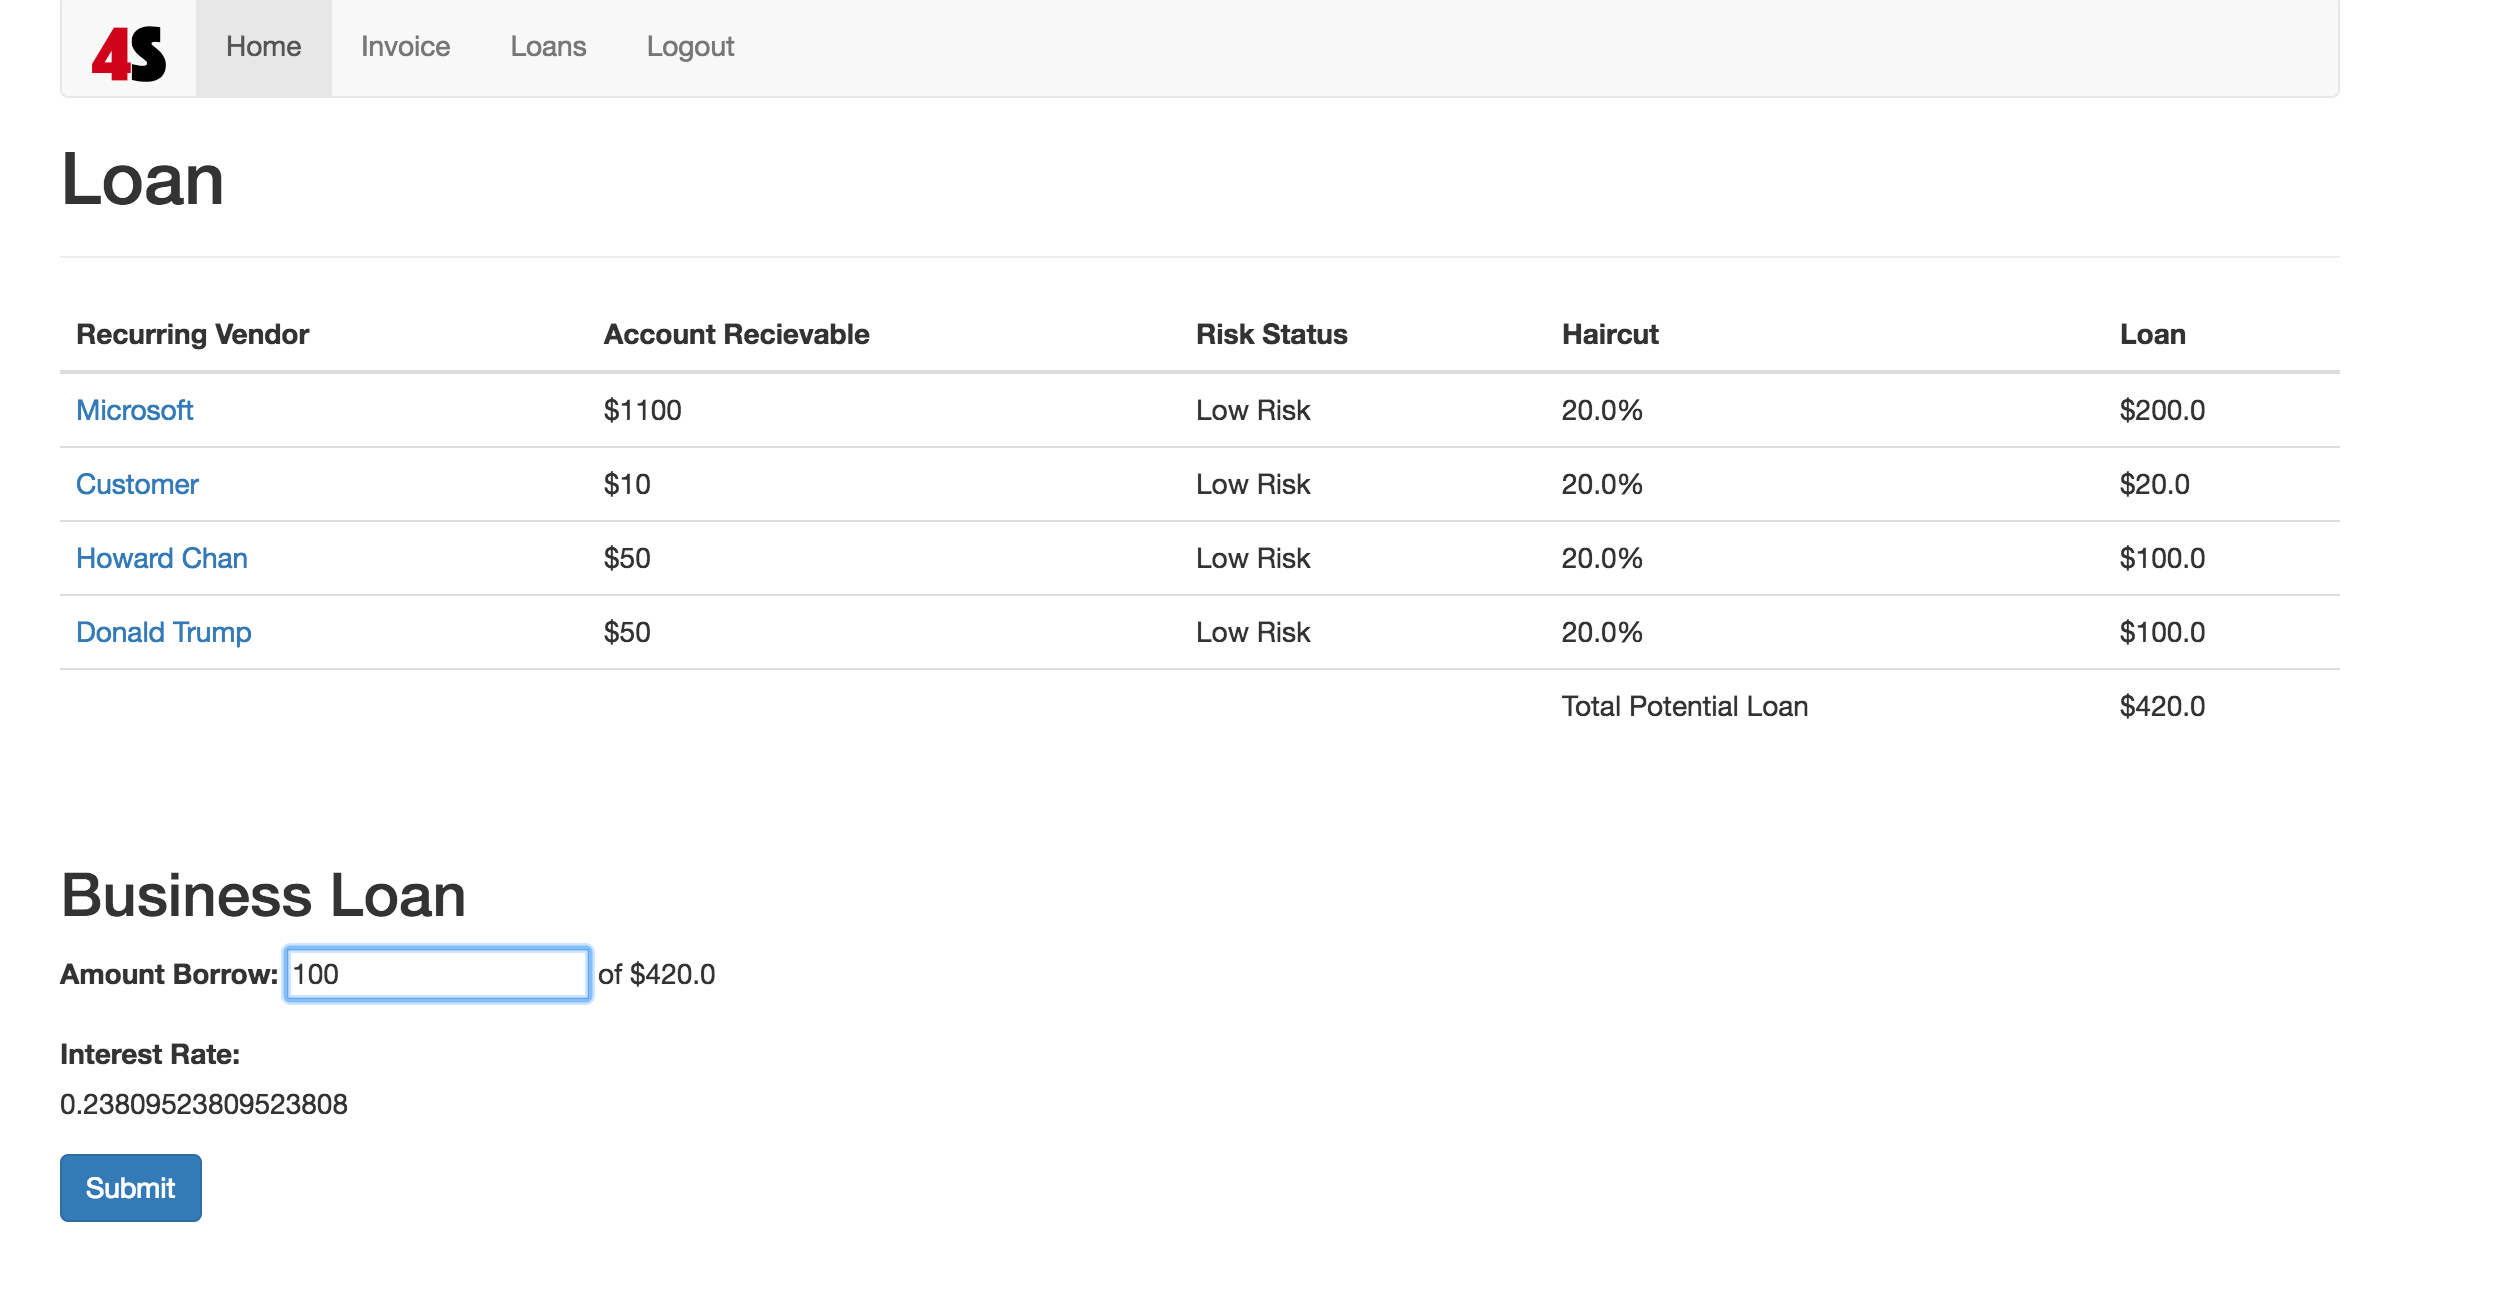 4S Home Invoice Loans Logout
Loan
Recurring Vendor Account Recievable Risk Status Haircut Loan
Microsoft $1100 Low Risk 20.0% $200.0
Customer $10 Low Risk 20.0% $20.0
Howard Chan $50 Low Risk 20.0% $100.0
Donald Trump $50 Low Risk 20.0% $100.0
Total Potential Loan $420.0
Business Loan
Amount Borrow: 100 of $420.0
Interest Rate:
0.23809523809523808
Submit